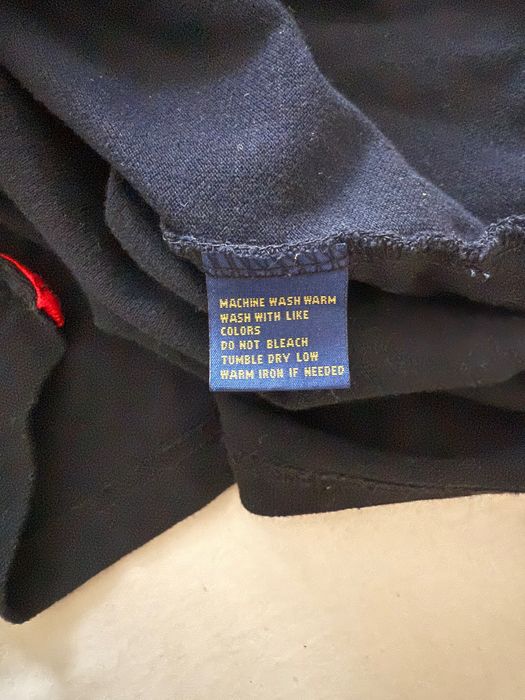 MACHINE WASH WARM
WASH WITH LIKE
COLORS
DO NOT BLEACH
TUMBLE DRY LOW
WARM IRON IF NEEDED